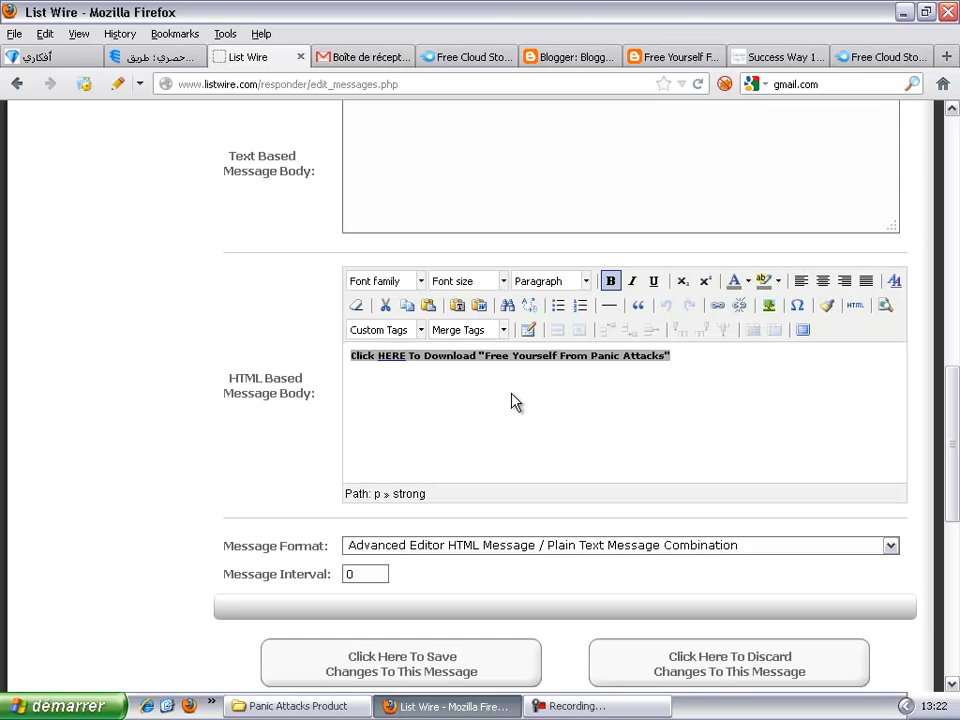 List Wire - Mozilla Firefox
File Edit View History Bookmarks Tools Help
أفكاري
حصري: طريق...
List Wire
Boîte de récept...
Free Cloud Sto...
Blogger: Blogg...
Free Yourself F...
Success Way 1...
Free Cloud Sto...
www.listwire.com/responder/edit_messages.php
gmail.com
Text Based
Message Body:
Font family Font size Paragraph B I U
HTML
Custom Tags Merge Tags
Click HERE To Download "Free Yourself From Panic Attacks"
HTML Based
Message Body:
Path: p » strong
Message Format: Advanced Editor HTML Message / Plain Text Message Combination
Message Interval: 0
Click Here To Save
Changes To This Message
Click Here To Discard
Changes To This Message
démarrer
Panic Attacks Product
List Wire - Mozilla Fire...
Recording...
13:22